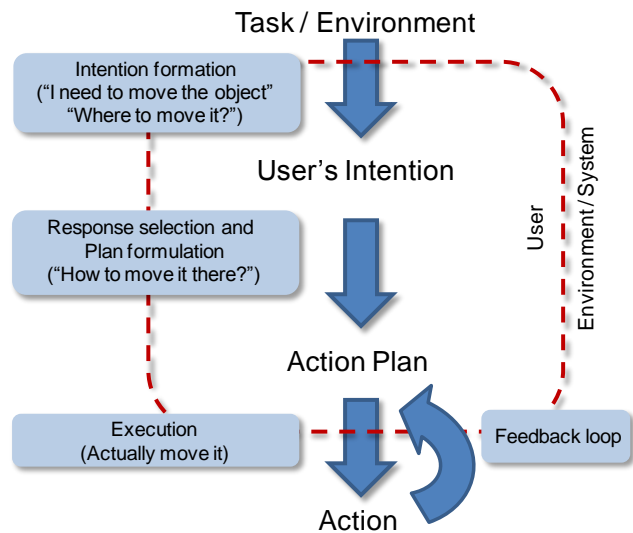 Task / Environment
Intention formation
(“I need to move the object”
“Where to move it?”)
User’s Intention
User
Environment / System
Response selection and
Plan formulation
(“How to move it there?”)
Action Plan
Execution
(Actually move it)
Feedback loop
Action